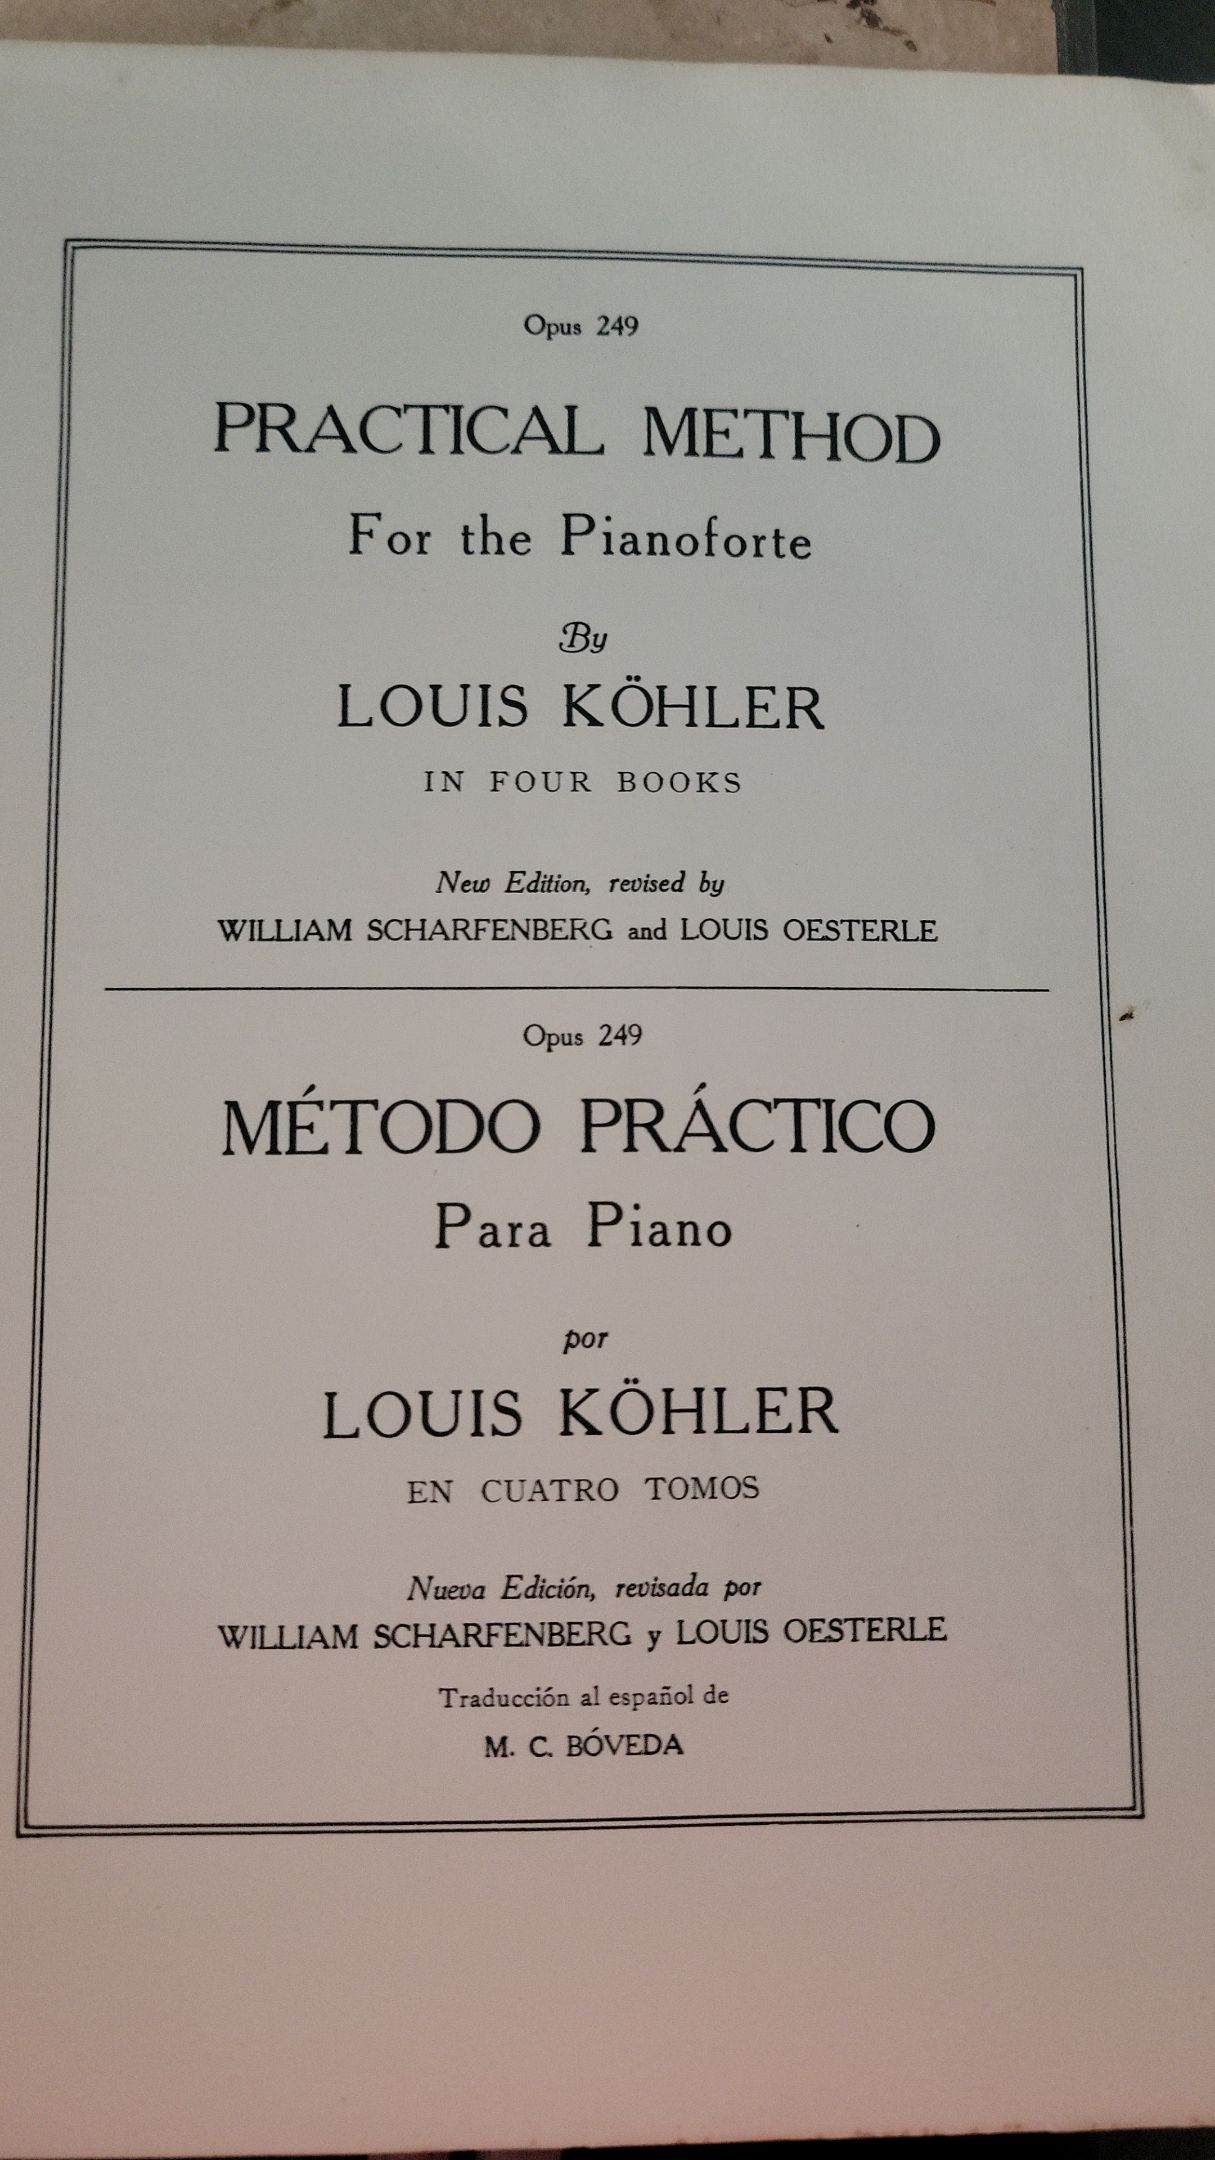 Opus 249
PRACTICAL METHOD
For the Pianoforte
By
LOUIS KÖHLER
IN FOUR BOOKS
New Edition, revised by
WILLIAM SCHARFENBERG and LOUIS OESTERLE
Opus 249
MÉTODO PRÁCTICO
Para Piano
por
LOUIS KÖHLER
EN CUATRO TOMOS
Nueva Edición, revisada por
WILLIAM SCHARFENBERG y LOUIS OESTERLE
Traducción al español de
M. C. BÓVEDA